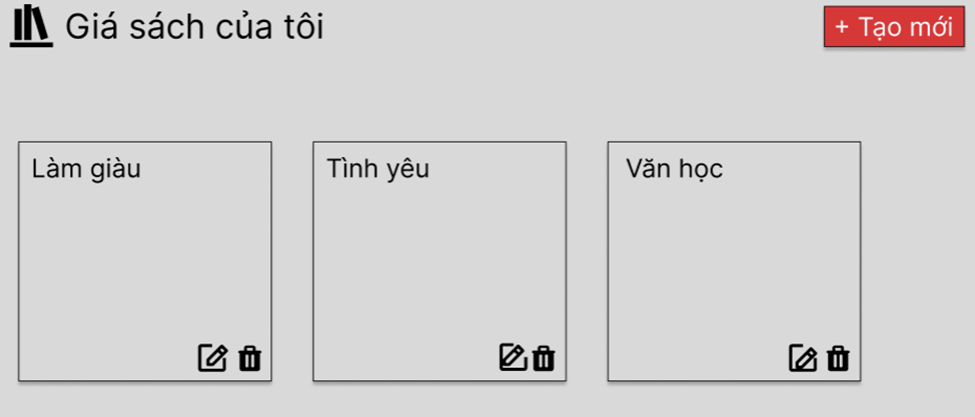 Giá sách của tôi
+ Tạo mới
Làm giàu
Tình yêu
Văn học